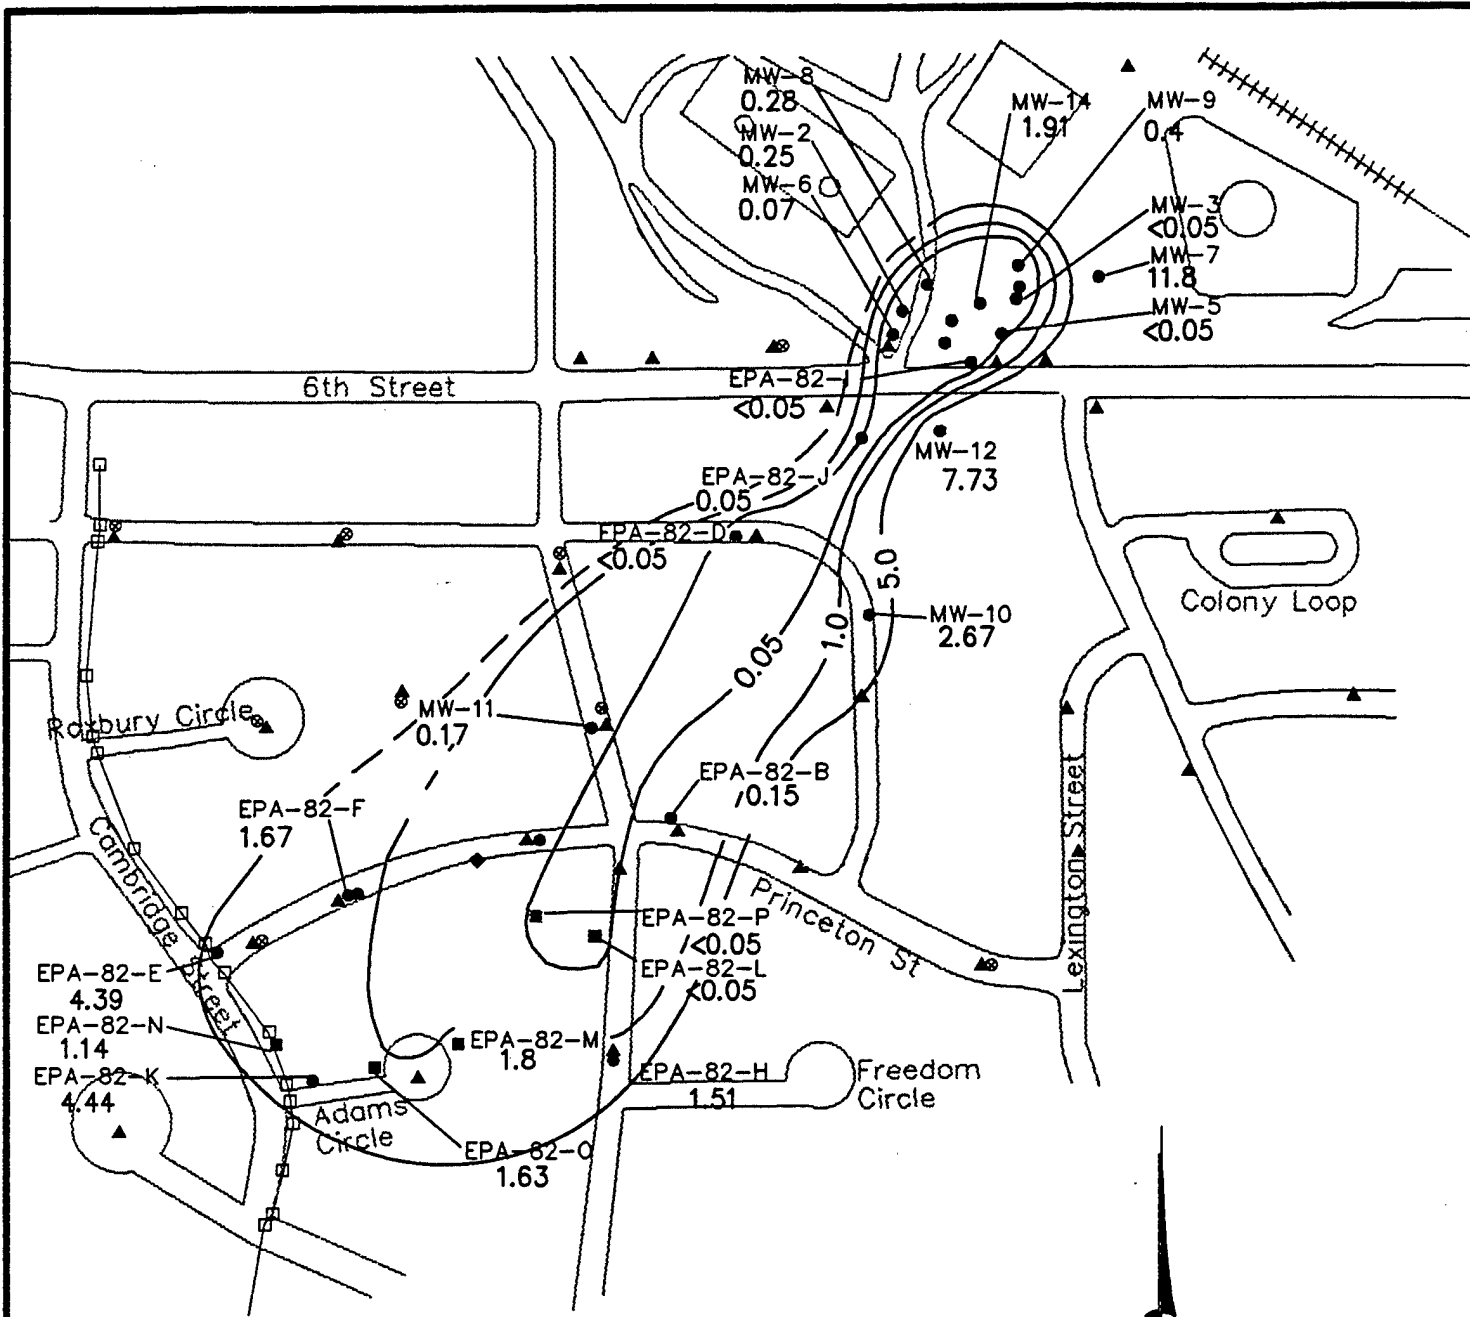 MW-8
0.28
MW-2
0.25
MW-6
0.07
MW-14
1.91
MW-9
0.4
MW-3
<0.05
MW-7
11.8
MW-5
<0.05
6th Street
EPA-82-I
<0.05
MW-12
7.73
EPA-82-J
0.05
EPA-82-D
<0.05
5.0
1.0
0.05
Colony Loop
MW-10
2.67
MW-11
0.17
Roxbury Circle
EPA-82-B
0.15
EPA-82-F
1.67
Cambridge Street
Lexington Street
Princeton St
EPA-82-P
<0.05
EPA-82-L
<0.05
EPA-82-E
4.39
EPA-82-N
1.14
EPA-82-K
4.44
EPA-82-M
1.8
EPA-82-H
1.51
Freedom
Circle
Adams
Circle
EPA-82-O
1.63